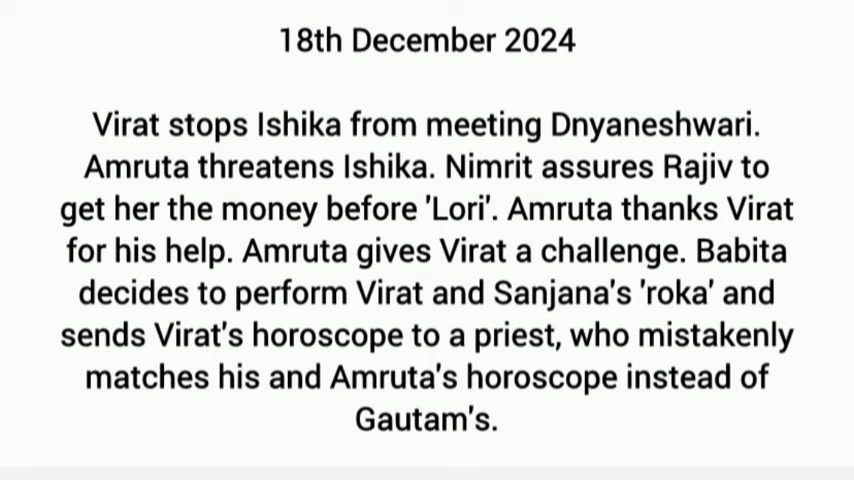 18th December 2024
Virat stops Ishika from meeting Dnyaneshwari.
Amruta threatens Ishika. Nimrit assures Rajiv to
get her the money before 'Lori'. Amruta thanks Virat
for his help. Amruta gives Virat a challenge. Babita
decides to perform Virat and Sanjana's 'roka' and
sends Virat's horoscope to a priest, who mistakenly
matches his and Amruta's horoscope instead of
Gautam's.